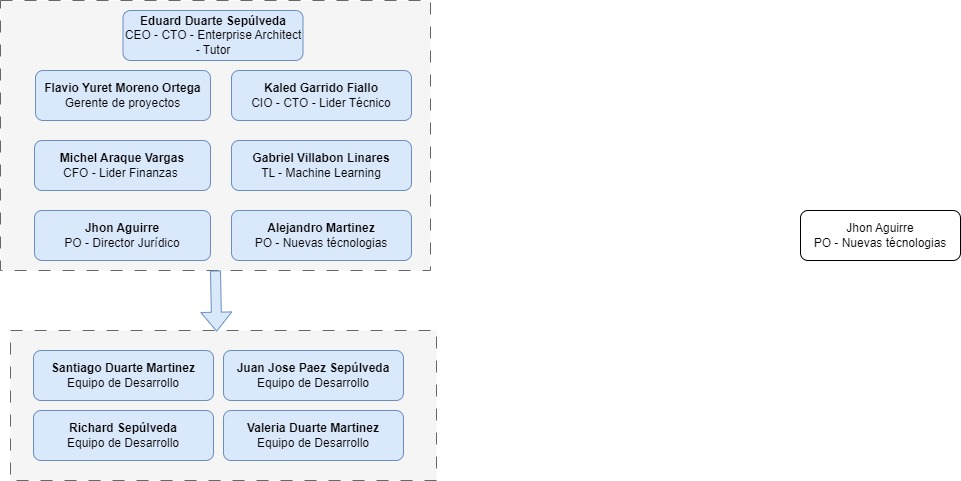 Eduard Duarte Sepúlveda
CEO - CTO - Enterprise Architect
- Tutor
Flavio Yuret Moreno Ortega
Gerente de proyectos
Kaled Garrido Fiallo
CIO - CTO - Lider Técnico
Michel Araque Vargas
CFO - Lider Finanzas
Gabriel Villabon Linares
TL - Machine Learning
Jhon Aguirre
PO - Director Jurídico
Alejandro Martinez
PO - Nuevas técnologias
Jhon Aguirre
PO - Nuevas técnologias
Santiago Duarte Martinez
Equipo de Desarrollo
Juan Jose Paez Sepúlveda
Equipo de Desarrollo
Richard Sepúlveda
Equipo de Desarrollo
Valeria Duarte Martinez
Equipo de Desarrollo